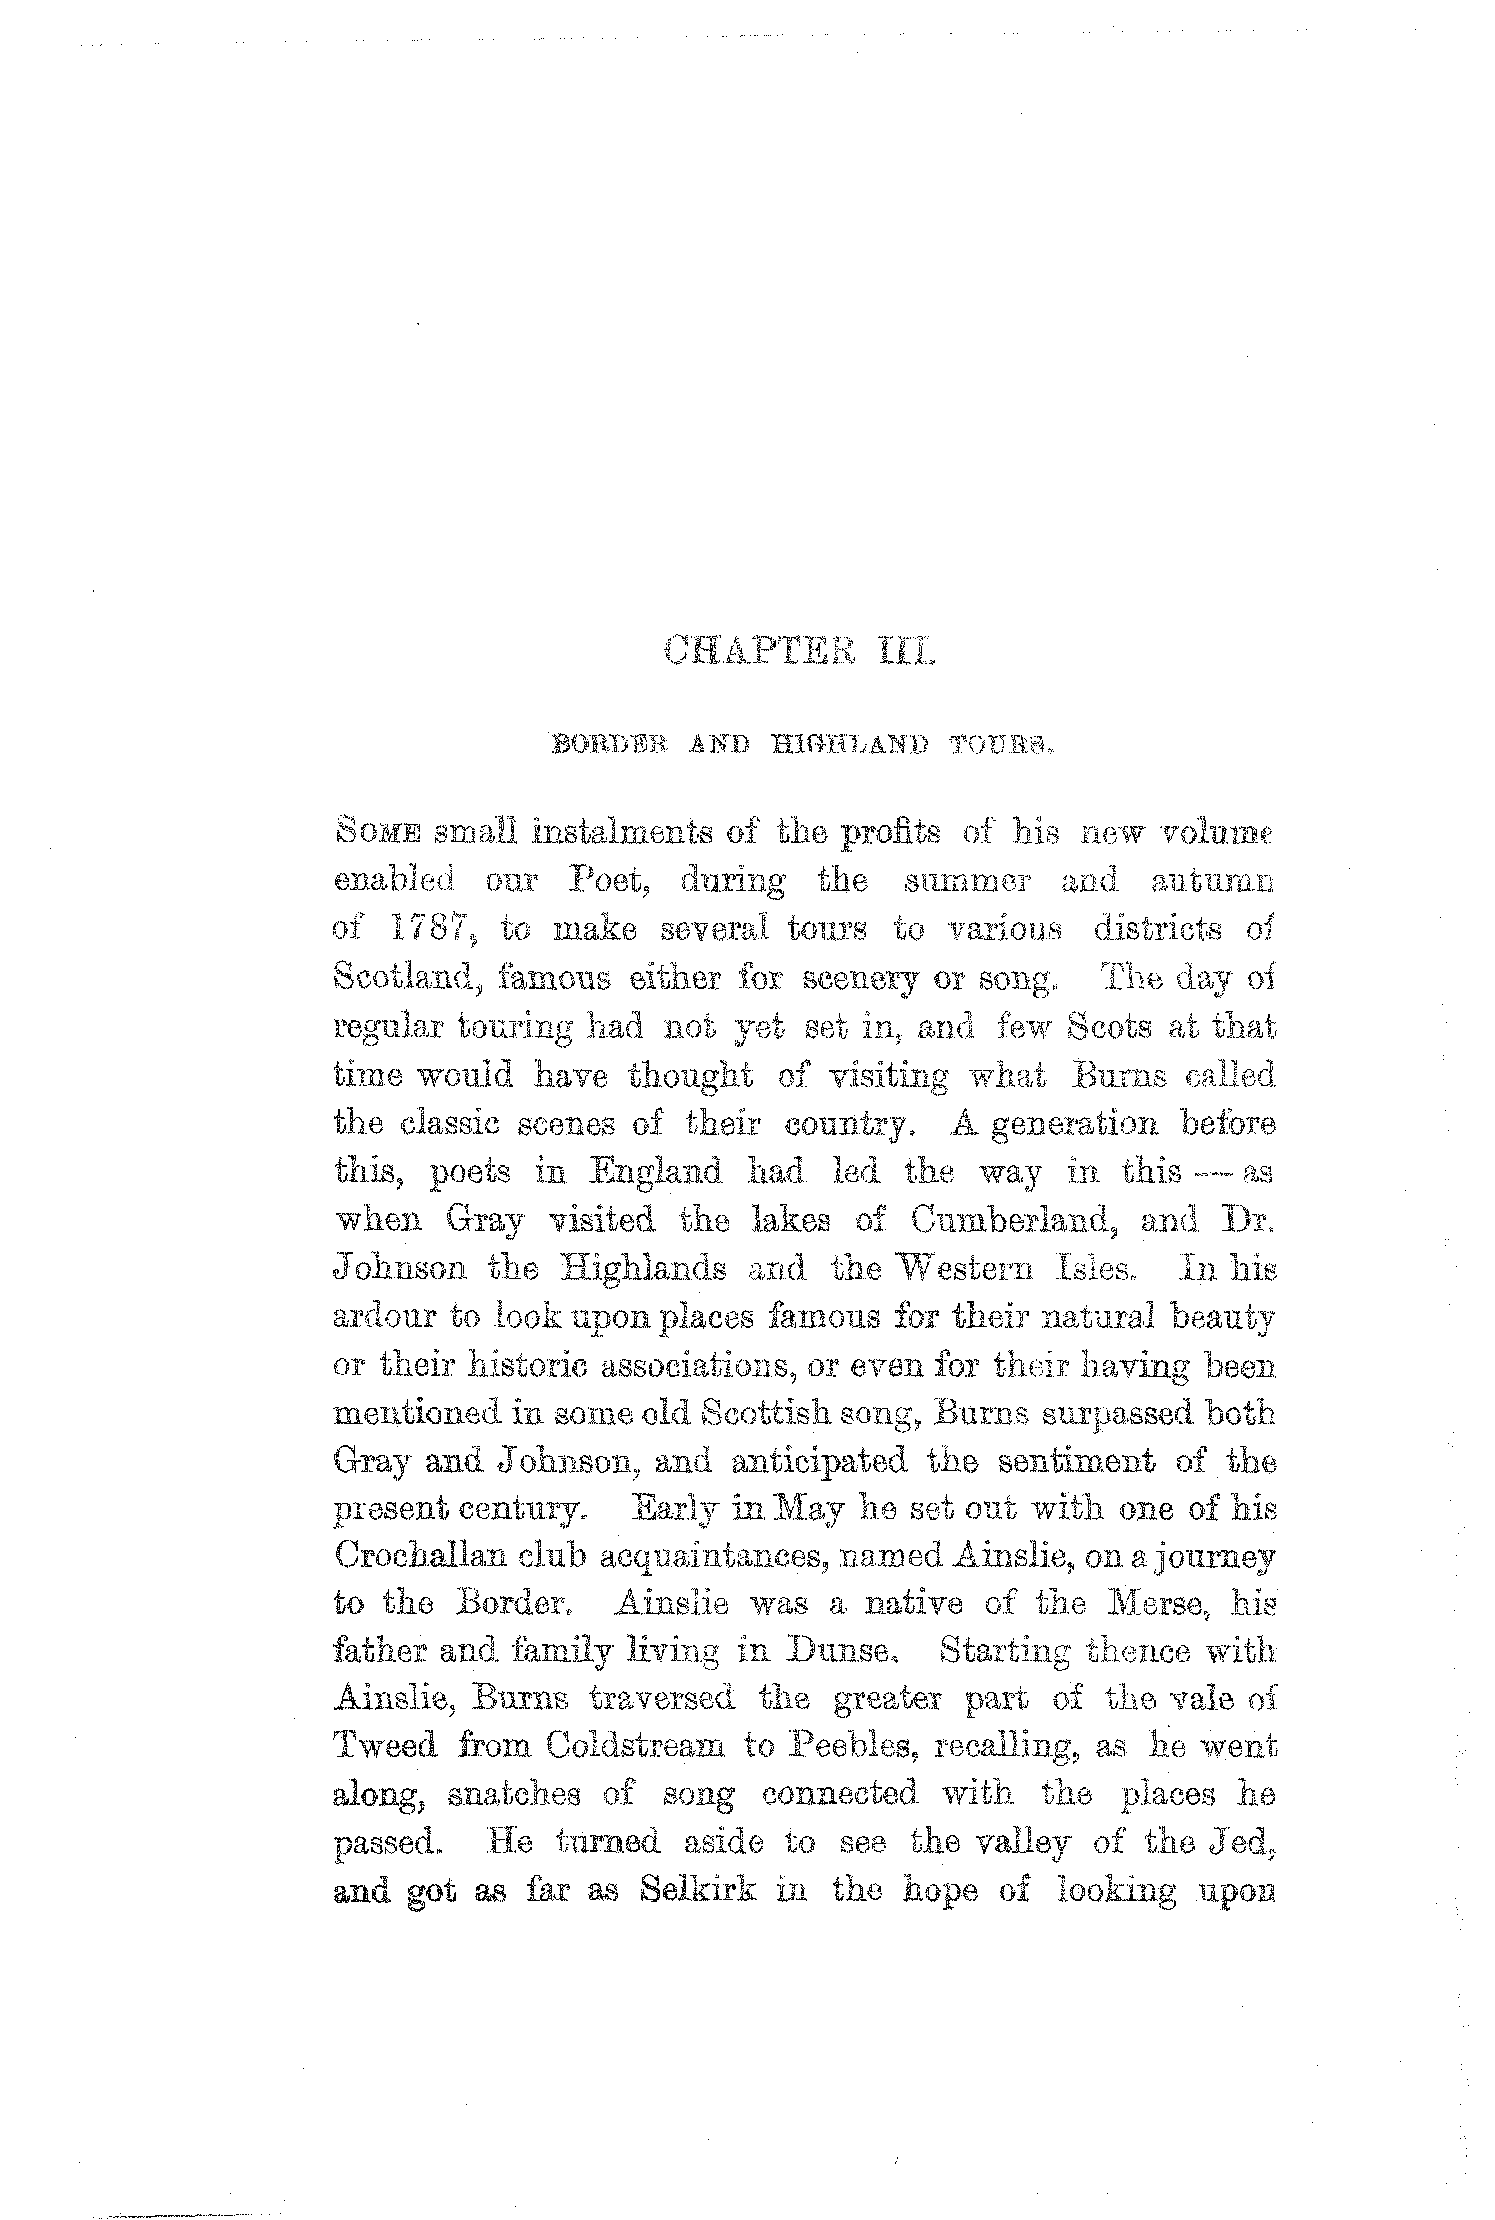 CHAPTER III.
BORDER AND HIGHLAND TOURS.
SOME small instalments of the profits of his new volume
enabled our Poet, during the summer and autumn
of 1787, to make several tours to various districts of
Scotland, famous either for scenery or song. The day of
regular touring had not yet set in, and few Scots at that
time would have thought of visiting what Burns called
the classic scenes of their country. A generation before
this, poets in England had led the way in this — as
when Gray visited the lakes of Cumberland, and Dr.
Johnson the Highlands and the Western Isles. In his
ardour to look upon places famous for their natural beauty
or their historic associations, or even for their having been
mentioned in some old Scottish song, Burns surpassed both
Gray and Johnson, and anticipated the sentiment of the
present century. Early in May he set out with one of his
Crochallan club acquaintances, named Ainslie, on a journey
to the Border. Ainslie was a native of the Merse, his
father and family living in Dunse. Starting thence with
Ainslie, Burns traversed the greater part of the vale of
Tweed from Coldstream to Peebles, recalling, as he went
along, snatches of song connected with the places he
passed. He turned aside to see the valley of the Jed,
and got as far as Selkirk in the hope of looking upon